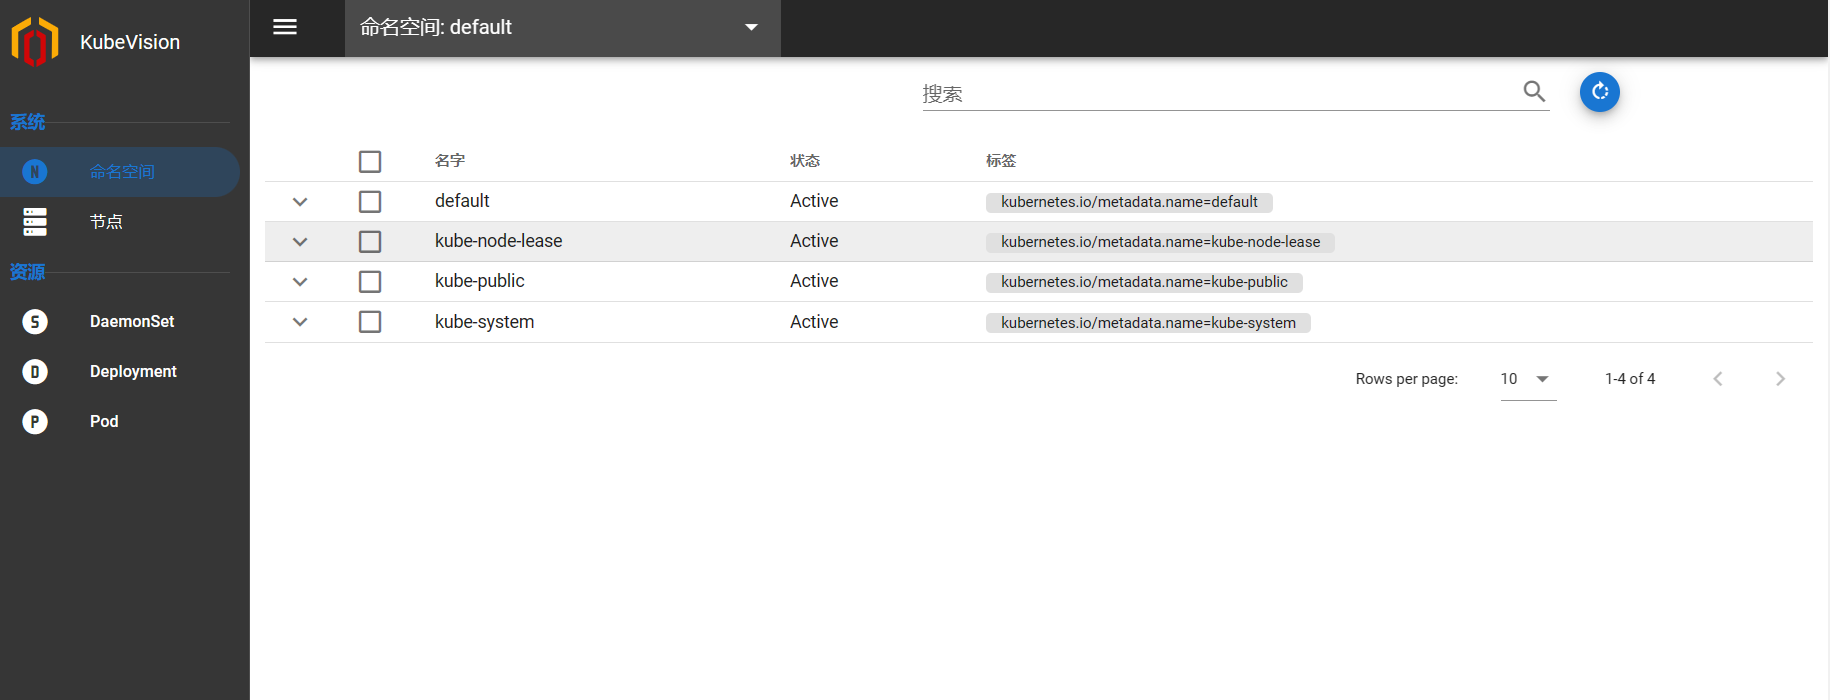 KubeVision
命名空间: default
搜索
系统
N 命名空间
节点
资源
S DaemonSet
D Deployment
P Pod
名字 状态 标签
default Active kubernetes.io/metadata.name=default
kube-node-lease Active kubernetes.io/metadata.name=kube-node-lease
kube-public Active kubernetes.io/metadata.name=kube-public
kube-system Active kubernetes.io/metadata.name=kube-system
Rows per page: 10 1-4 of 4